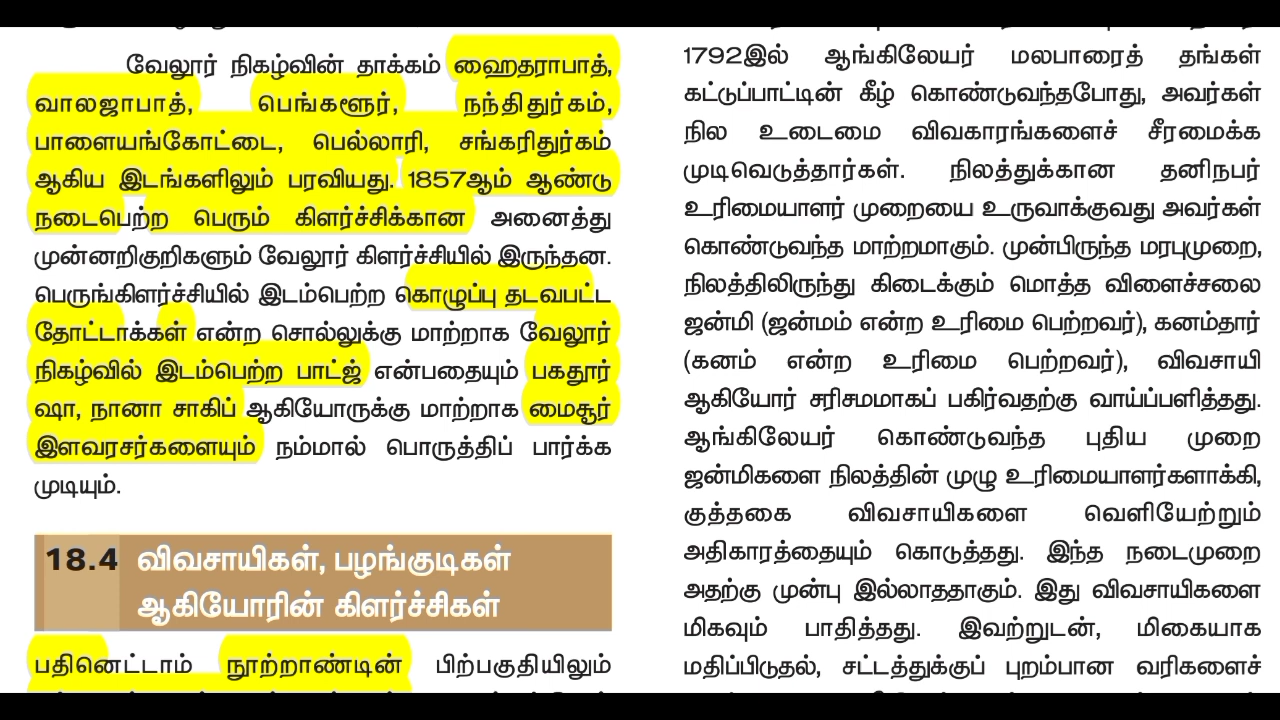 வேலூர் நிகழ்வின் தாக்கம் ஹைதராபாத்,
வாலஜாபாத், பெங்களூர், நந்திதுர்கம்,
பாளையங்கோட்டை, பெல்லாரி, சங்கரிதுர்கம்
ஆகிய இடங்களிலும் பரவியது. 1857ஆம் ஆண்டு
நடைபெற்ற பெரும் கிளர்ச்சிக்கான அனைத்து
முன்னறிகுறிகளும் வேலூர் கிளர்ச்சியில் இருந்தன.
பெருங்கிளர்ச்சியில் இடம்பெற்ற கொழுப்பு தடவபட்ட
தோட்டாக்கள் என்ற சொல்லுக்கு மாற்றாக வேலூர்
நிகழ்வில் இடம்பெற்ற பாட்ஜ் என்பதையும் பகதூர்
ஷா, நானா சாகிப் ஆகியோருக்கு மாற்றாக மைசூர்
இளவரசர்களையும் நம்மால் பொருத்திப் பார்க்க
முடியும்.
18.4 விவசாயிகள், பழங்குடிகள்
ஆகியோரின் கிளர்ச்சிகள்
பதினெட்டாம் நூற்றாண்டின் பிற்பகுதியிலும்
1792இல் ஆங்கிலேயர் மலபாரைத் தங்கள்
கட்டுப்பாட்டின் கீழ் கொண்டுவந்தபோது, அவர்கள்
நில உடைமை விவகாரங்களைச் சீரமைக்க
முடிவெடுத்தார்கள். நிலத்துக்கான தனிநபர்
உரிமையாளர் முறையை உருவாக்குவது அவர்கள்
கொண்டுவந்த மாற்றமாகும். முன்பிருந்த மரபுமுறை,
நிலத்திலிருந்து கிடைக்கும் மொத்த விளைச்சலை
ஜன்மி (ஜன்மம் என்ற உரிமை பெற்றவர்), கனம்தார்
(கனம் என்ற உரிமை பெற்றவர்), விவசாயி
ஆகியோர் சரிசமமாகப் பகிர்வதற்கு வாய்ப்பளித்தது.
ஆங்கிலேயர் கொண்டுவந்த புதிய முறை
ஜன்மிகளை நிலத்தின் முழு உரிமையாளர்களாக்கி,
குத்தகை விவசாயிகளை வெளியேற்றும்
அதிகாரத்தையும் கொடுத்தது. இந்த நடைமுறை
அதற்கு முன்பு இல்லாததாகும். இது விவசாயிகளை
மிகவும் பாதித்தது. இவற்றுடன், மிகையாக
மதிப்பிடுதல், சட்டத்துக்குப் புறம்பான வரிகளைச்